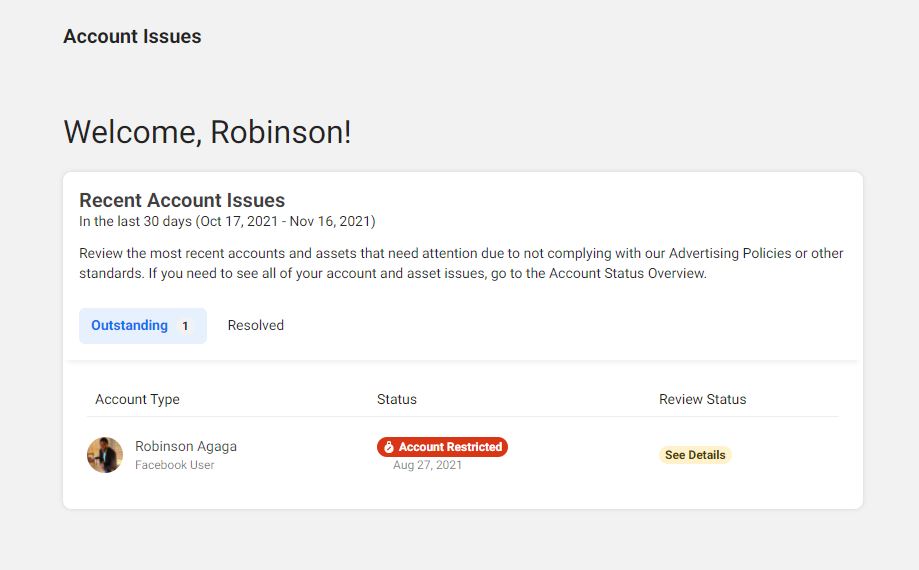 Account Issues
Welcome, Robinson!
Recent Account Issues
In the last 30 days (Oct 17, 2021 - Nov 16, 2021)
Review the most recent accounts and assets that need attention due to not complying with our Advertising Policies or other
standards. If you need to see all of your account and asset issues, go to the Account Status Overview.
Outstanding 1 Resolved
Account Type Status Review Status
Robinson Agaga Account Restricted
Facebook User Aug 27, 2021 See Details